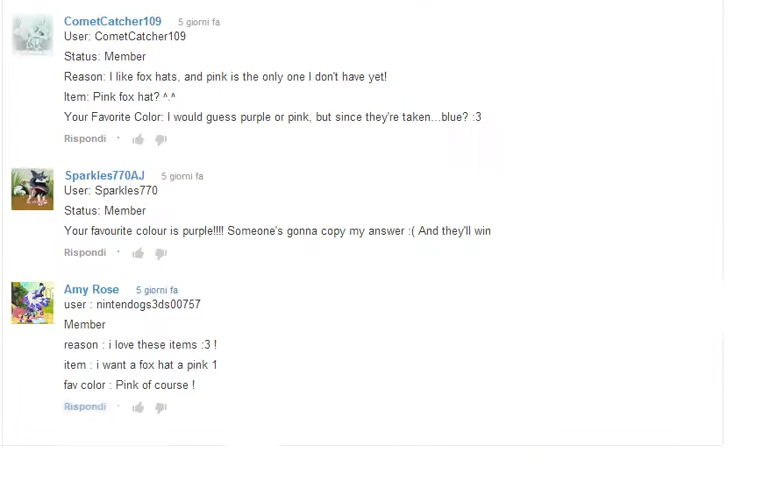 CometCatcher109 5 giorni fa
User: CometCatcher109
Status: Member
Reason: I like fox hats, and pink is the only one I don't have yet!
Item: Pink fox hat? ^.^
Your Favorite Color: I would guess purple or pink, but since they're taken...blue? :3
Rispondi ·
Sparkles770AJ 5 giorni fa
User: Sparkles770
Status: Member
Your favourite colour is purple!!!! Someone's gonna copy my answer :( And they'll win
Rispondi ·
Amy Rose 5 giorni fa
user : nintendogs3ds00757
Member
reason : i love these items :3 !
item : i want a fox hat a pink 1
fav color : Pink of course !
Rispondi ·